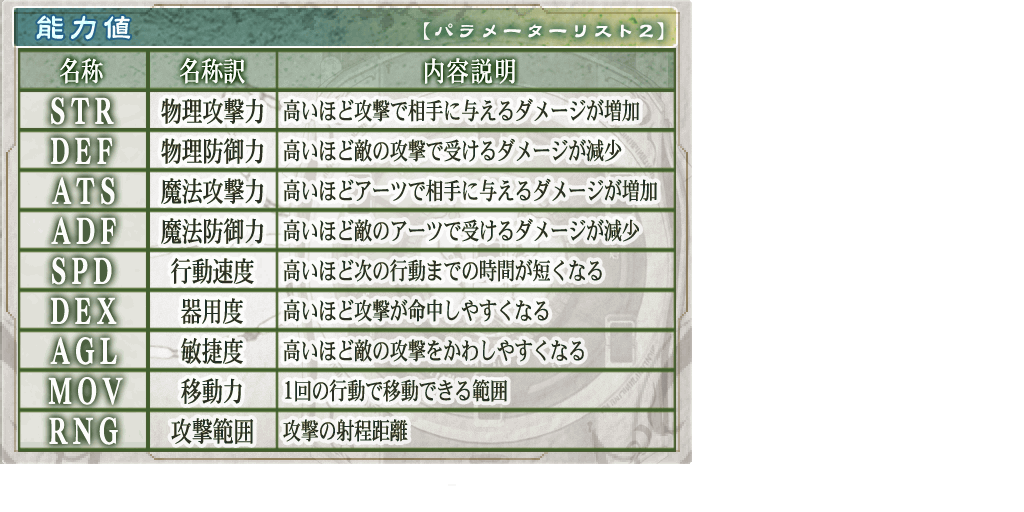 能力値
【パラメーターリスト2】
名称 名称訳 内容説明
STR 物理攻撃力 高いほど攻撃で相手に与えるダメージが増加
DEF 物理防御力 高いほど敵の攻撃で受けるダメージが減少
ATS 魔法攻撃力 高いほどアーツで相手に与えるダメージが増加
ADF 魔法防御力 高いほど敵のアーツで受けるダメージが減少
SPD 行動速度 高いほど次の行動までの時間が短くなる
DEX 器用度 高いほど攻撃が命中しやすくなる
AGL 敏捷度 高いほど敵の攻撃をかわしやすくなる
MOV 移動力 1回の行動で移動できる範囲
RNG 攻撃範囲 攻撃の射程距離